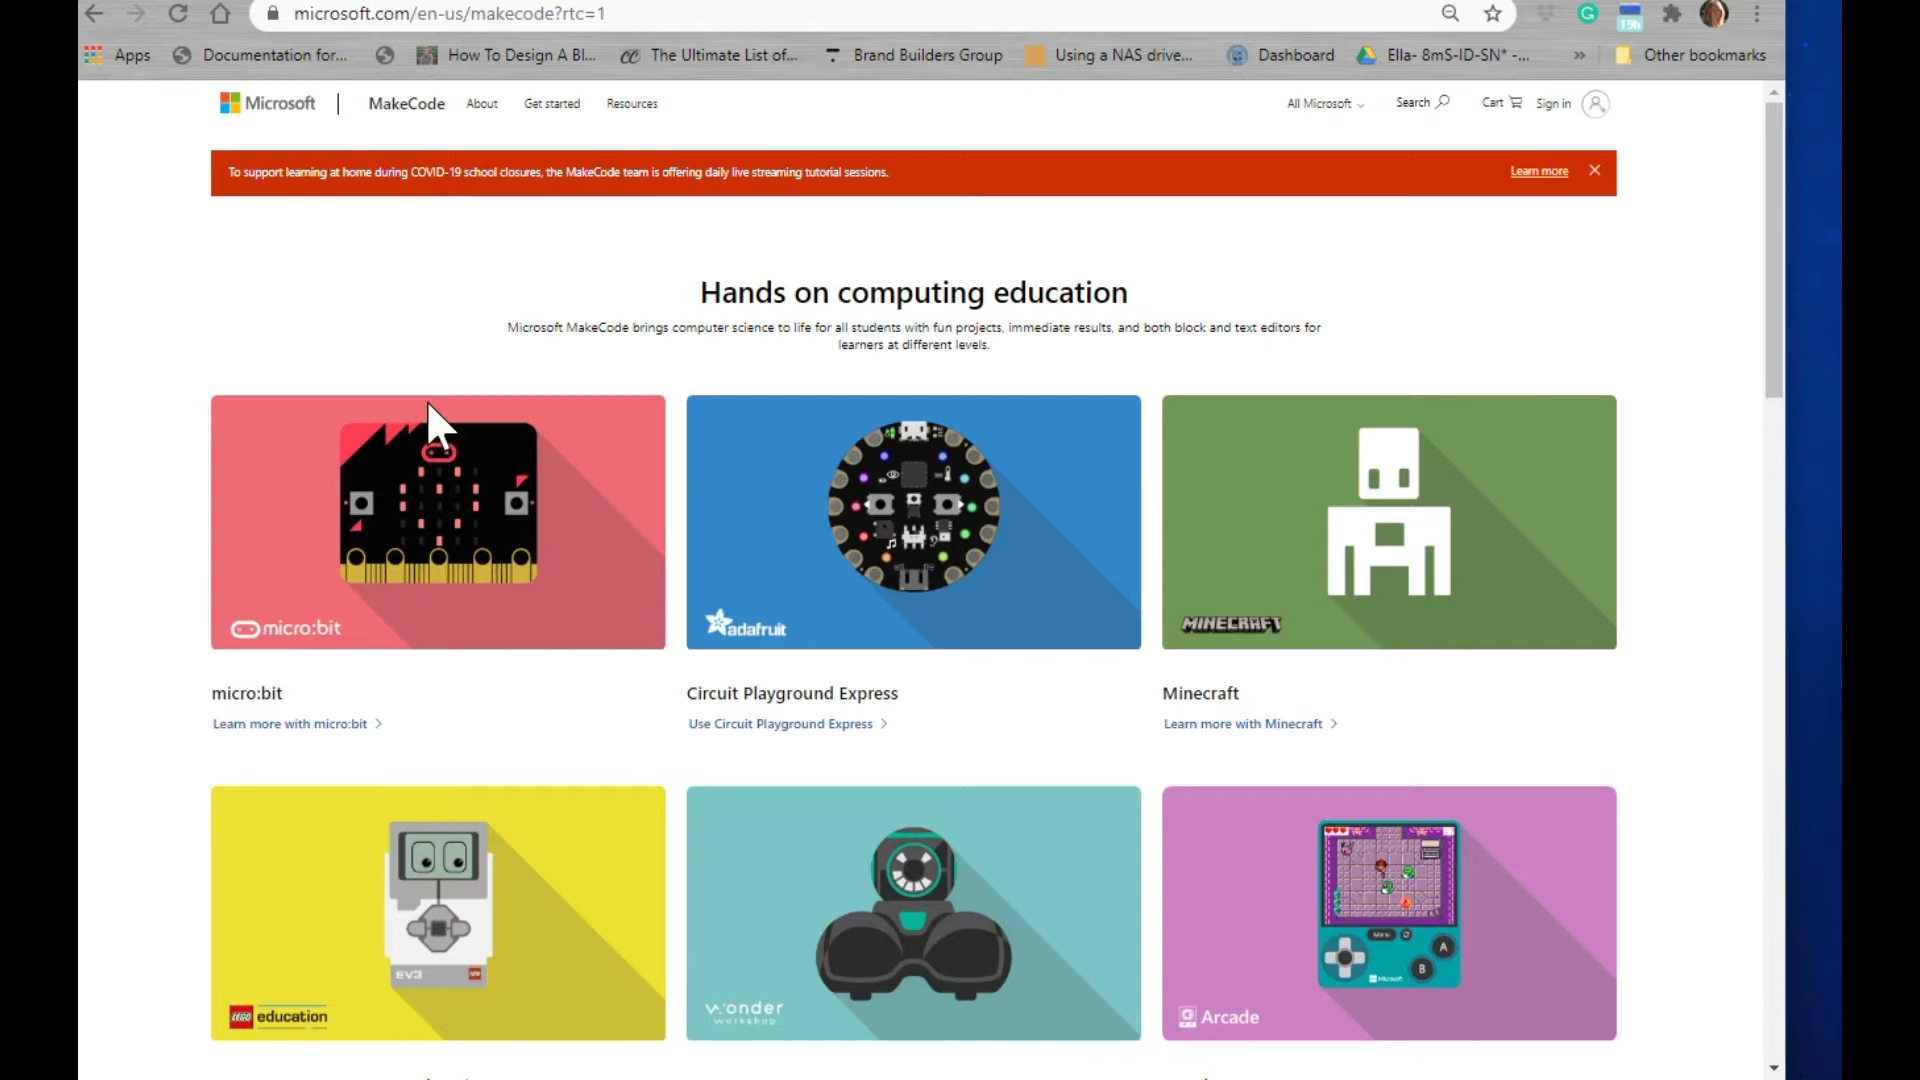 microsoft.com/en-us/makecode?rtc=1
15h
Apps Documentation for... How To Design A Bl... The Ultimate List of... Brand Builders Group Using a NAS drive... Dashboard Ella- 8mS-ID-SN* -... » Other bookmarks
Microsoft | MakeCode About Get started Resources All Microsoft Search Cart Sign in
To support learning at home during COVID-19 school closures, the MakeCode team is offering daily live streaming tutorial sessions. Learn more
Hands on computing education
Microsoft MakeCode brings computer science to life for all students with fun projects, immediate results, and both block and text editors for
learners at different levels.
micro:bit
adafruit
MINECRAFT
micro:bit Circuit Playground Express Minecraft
Learn more with micro:bit Use Circuit Playground Express Learn more with Minecraft
EV3
LEGO education
wonder
workshop
Menu
A
B
Microsoft
Arcade